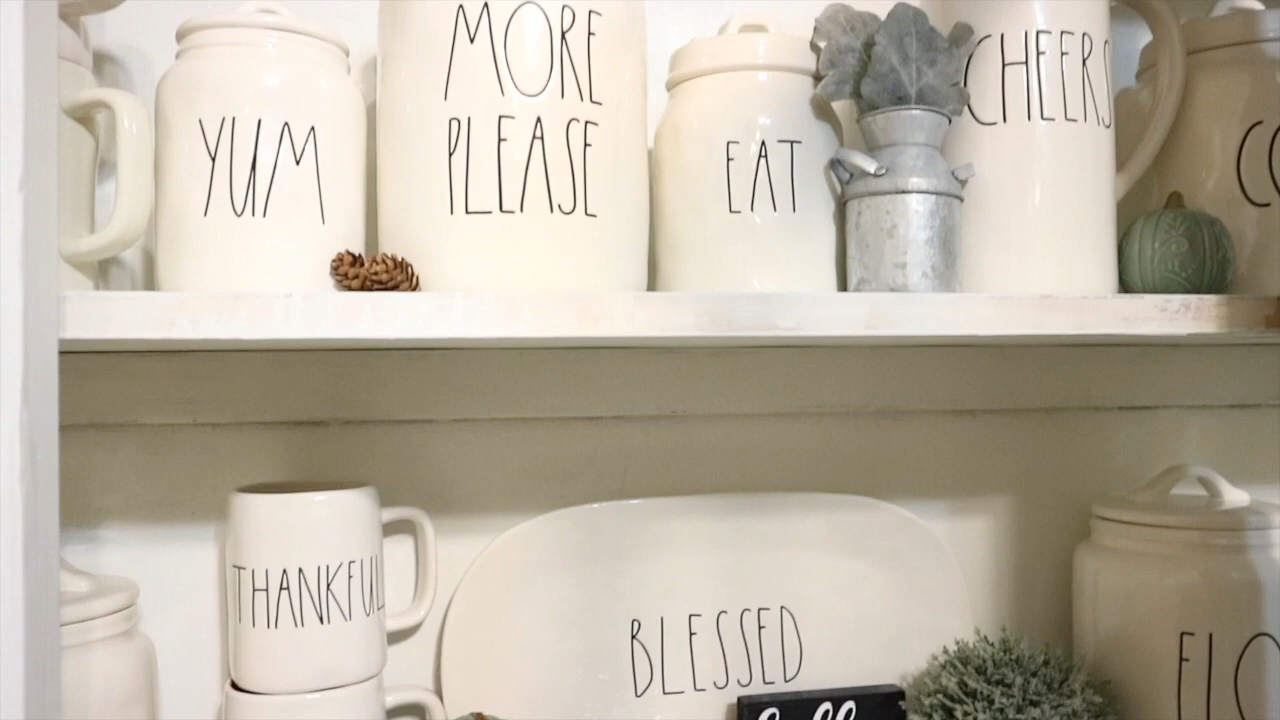 YUM
MORE
PLEASE
EAT
CHEERS
THANKFUL
BLESSED